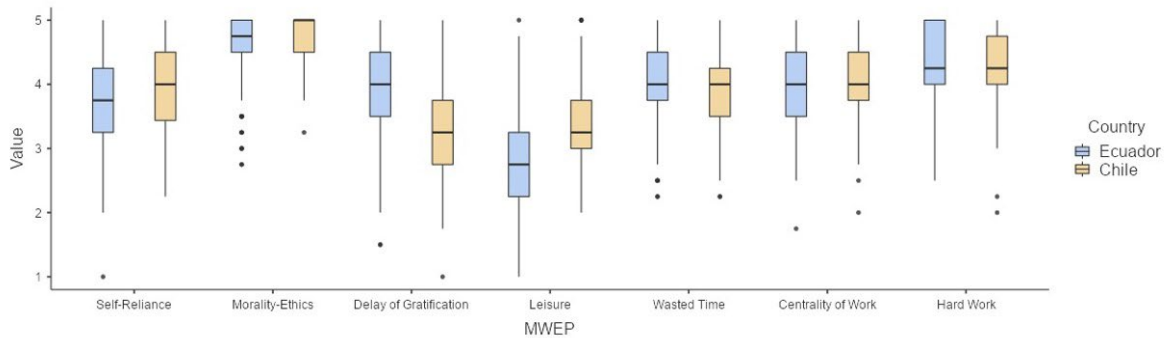 5
4
3
2
1
Value
Self-Reliance
Morality-Ethics
Delay of Gratification
Leisure
Wasted Time
Centrality of Work
Hard Work
MWEP
Country
Ecuador
Chile